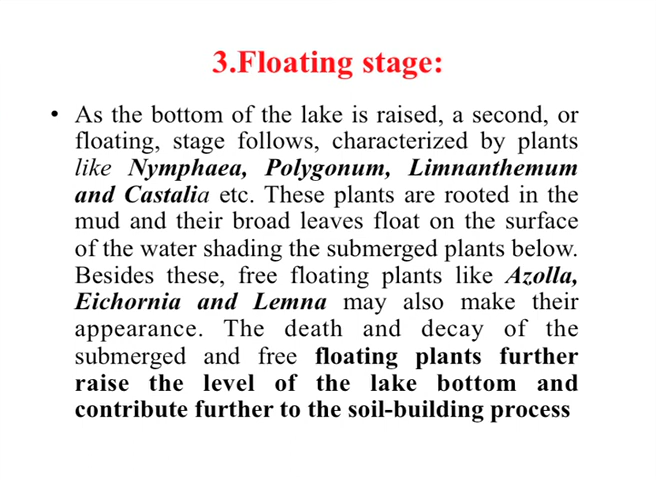 3.Floating stage:
• As the bottom of the lake is raised, a second, or
floating, stage follows, characterized by plants
like Nymphaea, Polygonum, Limnanthemum
and Castalia etc. These plants are rooted in the
mud and their broad leaves float on the surface
of the water shading the submerged plants below.
Besides these, free floating plants like Azolla,
Eichornia and Lemna may also make their
appearance. The death and decay of the
submerged and free floating plants further
raise the level of the lake bottom and
contribute further to the soil-building process